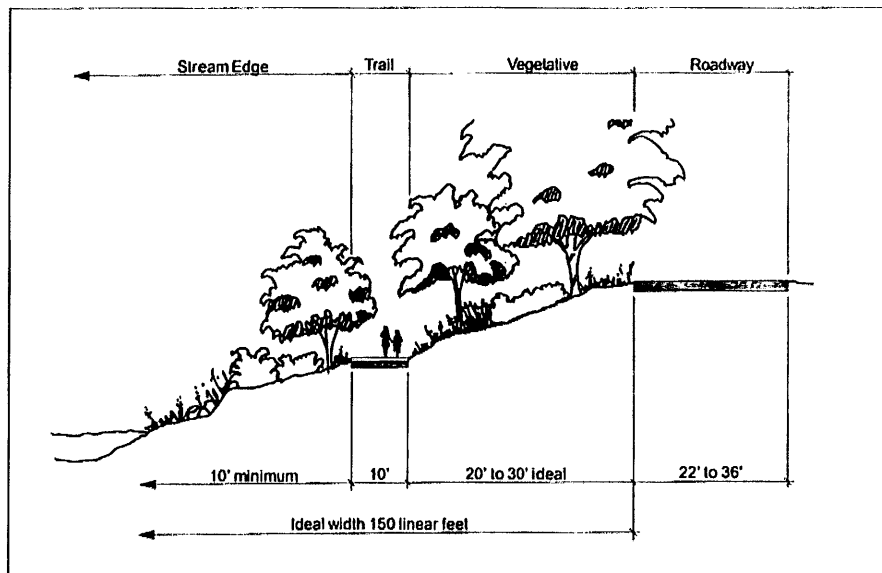 Stream Edge Trail Vegetative Roadway
10' minimum 10' 20' to 30' ideal 22' to 36'
Ideal width 150 linear feet